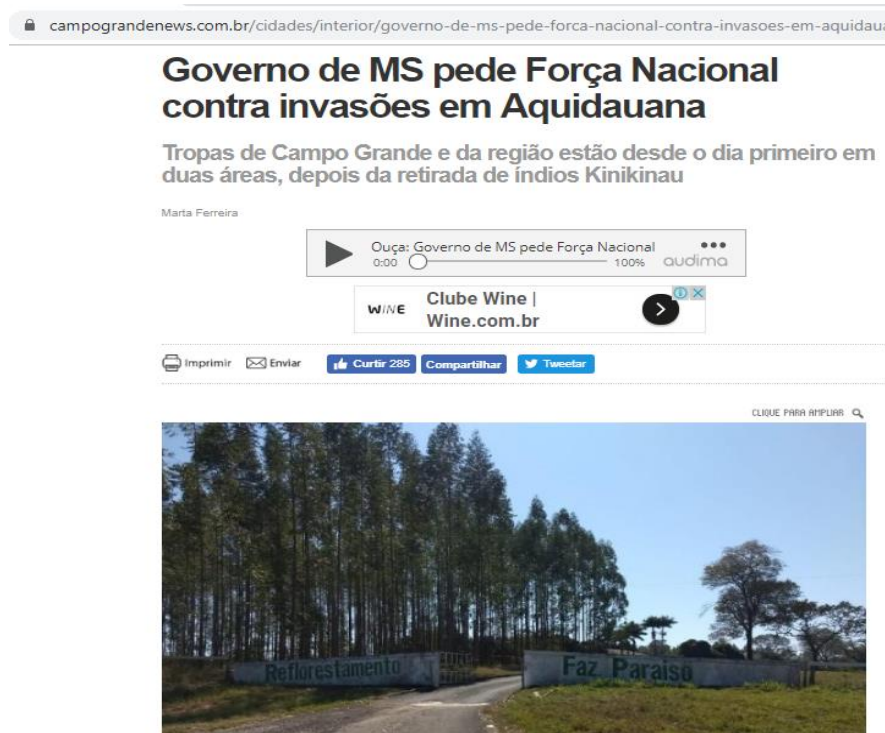 campograndenews.com.br/cidades/interior/governo-de-ms-pede-forca-nacional-contra-invasoes-em-aquidaua
Governo de MS pede Força Nacional
contra invasões em Aquidauana
Tropas de Campo Grande e da região estão desde o dia primeiro em
duas áreas, depois da retirada de índios Kinikinau
Marta Ferreira
Ouça: Governo de MS pede Força Nacional
0:00 100% audima
WINE Clube Wine |
Wine.com.br
Imprimir Enviar Curtir 285 Compartilhar Tweetar
CLIQUE PARA AMPLIAR
Reflorestamento Faz Paraiso